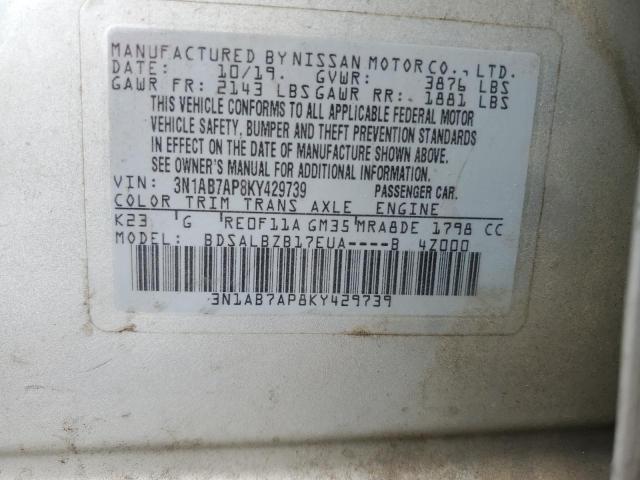 MANUFACTURED BY NISSAN MOTOR CO., LTD.
DATE: 10/19. GVWR: 3876 LBS
GAWR FR: 2143 LBS GAWR RR: 1881 LBS
THIS VEHICLE CONFORMS TO ALL APPLICABLE FEDERAL MOTOR
VEHICLE SAFETY, BUMPER AND THEFT PREVENTION STANDARDS
IN EFFECT ON THE DATE OF MANUFACTURE SHOWN ABOVE.
SEE OWNER'S MANUAL FOR ADDITIONAL INFORMATION.
VIN: 3N1AB7AP8KY429739 PASSENGER CAR.
COLOR TRIM TRANS AXLE ENGINE
K23 G RE0F11A GM35 MRA8DE 1798 CC
MODEL: BDSALBZB17EUA----B 4Z000
3N1AB7AP8KY429739